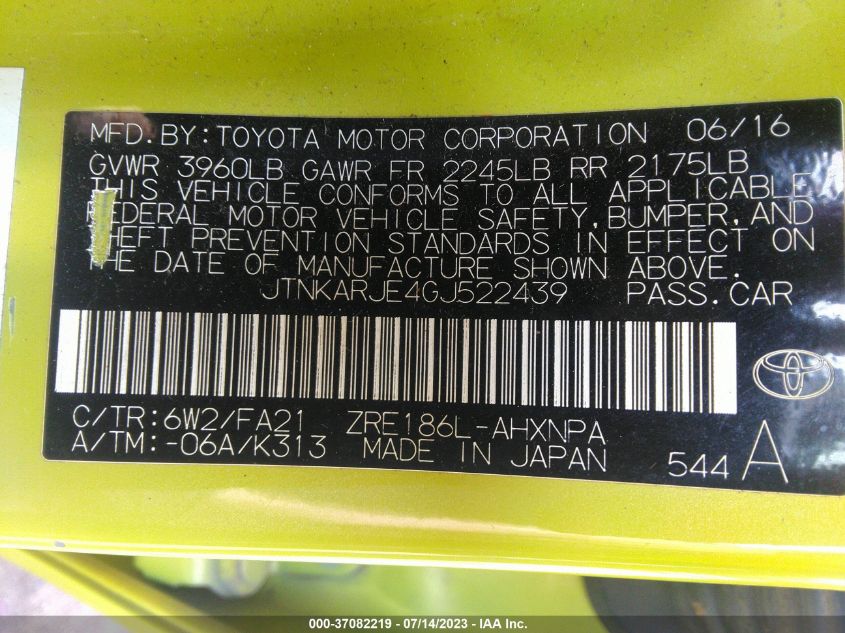 MFD.BY:TOYOTA MOTOR CORPORATION 06/16
GVWR 3960LB GAWR FR 2245LB RR 2175LB
THIS VEHICLE CONFORMS TO ALL APPLICABLE
FEDERAL MOTOR VEHICLE SAFETY,BUMPER,AND
THEFT PREVENTION STANDARDS IN EFFECT ON
THE DATE OF MANUFACTURE SHOWN ABOVE.
JTNKARJE4GJ522439 PASS.CAR
C/TR:6W2/FA21 ZRE186L-AHXNPA
A/TM:-06A/K313 MADE IN JAPAN 544 A
000-37082219 - 07/14/2023 - IAA Inc.